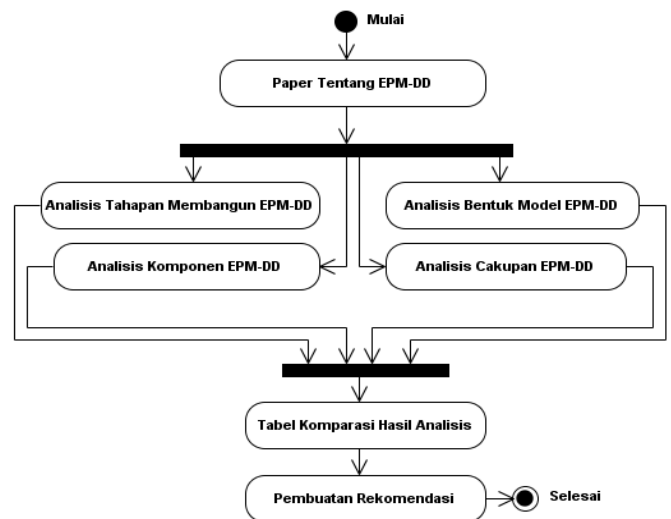 Mulai
Paper Tentang EPM-DD
Analisis Tahapan Membangun EPM-DD
Analisis Bentuk Model EPM-DD
Analisis Komponen EPM-DD
Analisis Cakupan EPM-DD
Tabel Komparasi Hasil Analisis
Pembuatan Rekomendasi
Selesai